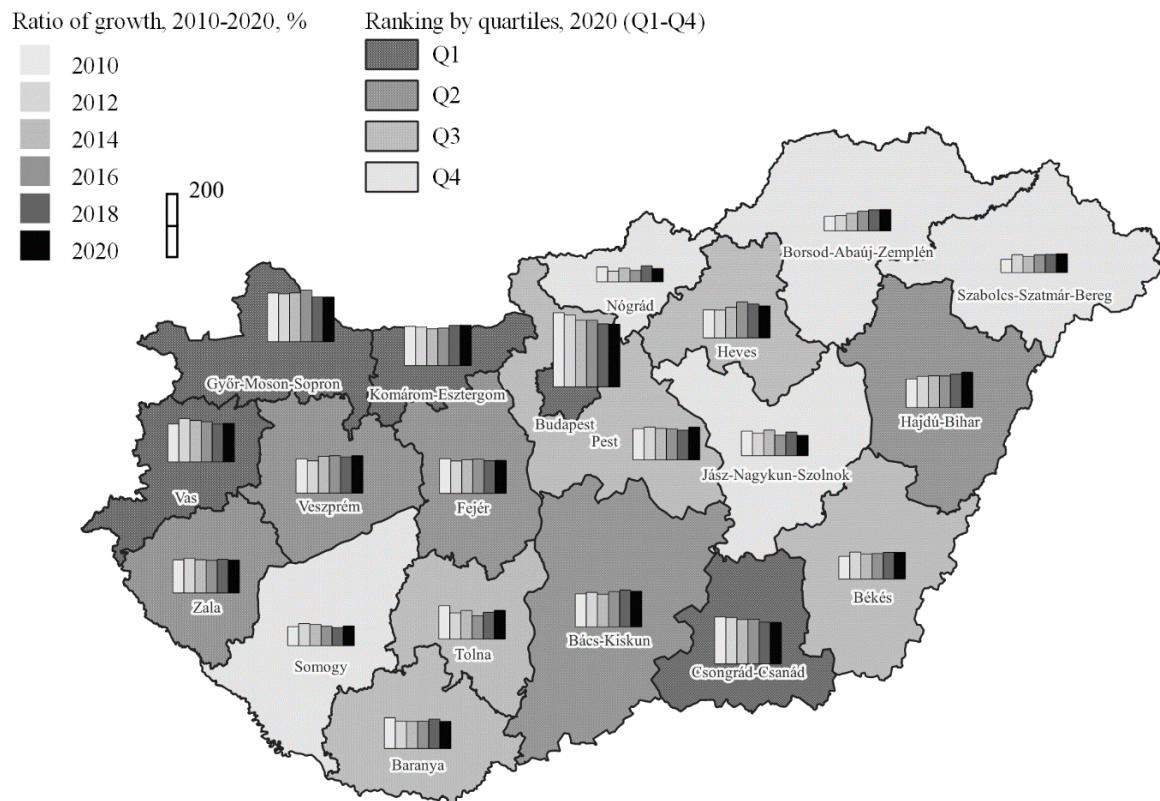 Ratio of growth, 2010-2020, %
2010
2012
2014
2016
2018
2020
200
Ranking by quartiles, 2020 (Q1-Q4)
Q1
Q2
Q3
Q4
Borsod-Abaúj-Zemplén
Szabolcs-Szatmár-Bereg
Nógrád
Heves
Győr-Moson-Sopron
Komárom-Esztergom
Budapest
Pest
Hajdú-Bihar
Jász-Nagykun-Szolnok
Vas
Veszprém
Fejér
Zala
Békés
Somogy
Tolna
Bács-Kiskun
Csongrád-Csanád
Baranya